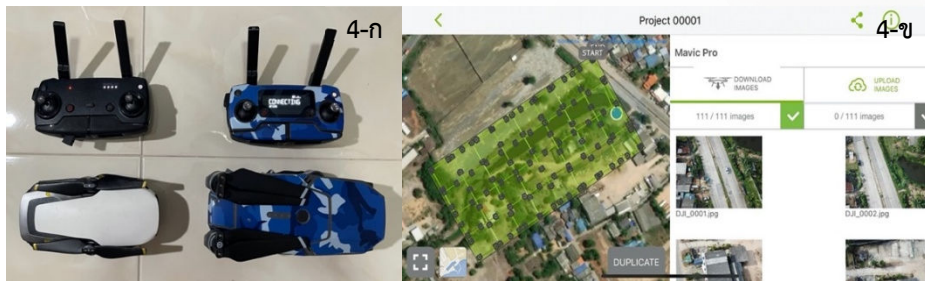 4-ก
CONNECTING
Project 00001
4-ข
START
Mavic Pro
DOWNLOAD
IMAGES
UPLOAD
IMAGES
111 / 111 images
0 / 111 images
DJI_0001.jpg
DJI_0002.jpg
DUPLICATE